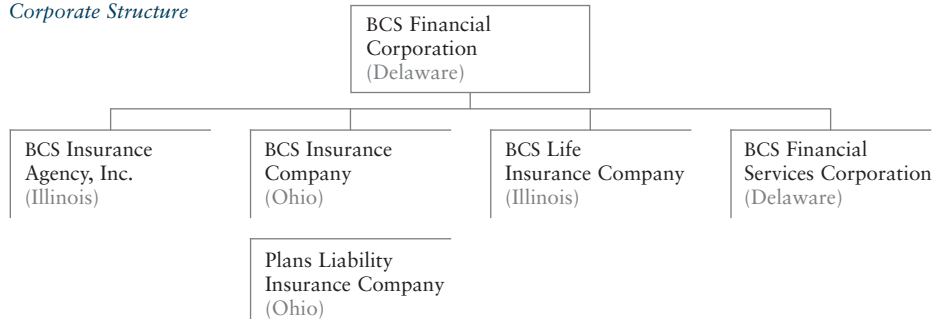 Corporate Structure
BCS Financial
Corporation
(Delaware)
BCS Insurance
Agency, Inc.
(Illinois)
BCS Insurance
Company
(Ohio)
BCS Life
Insurance Company
(Illinois)
BCS Financial
Services Corporation
(Delaware)
Plans Liability
Insurance Company
(Ohio)